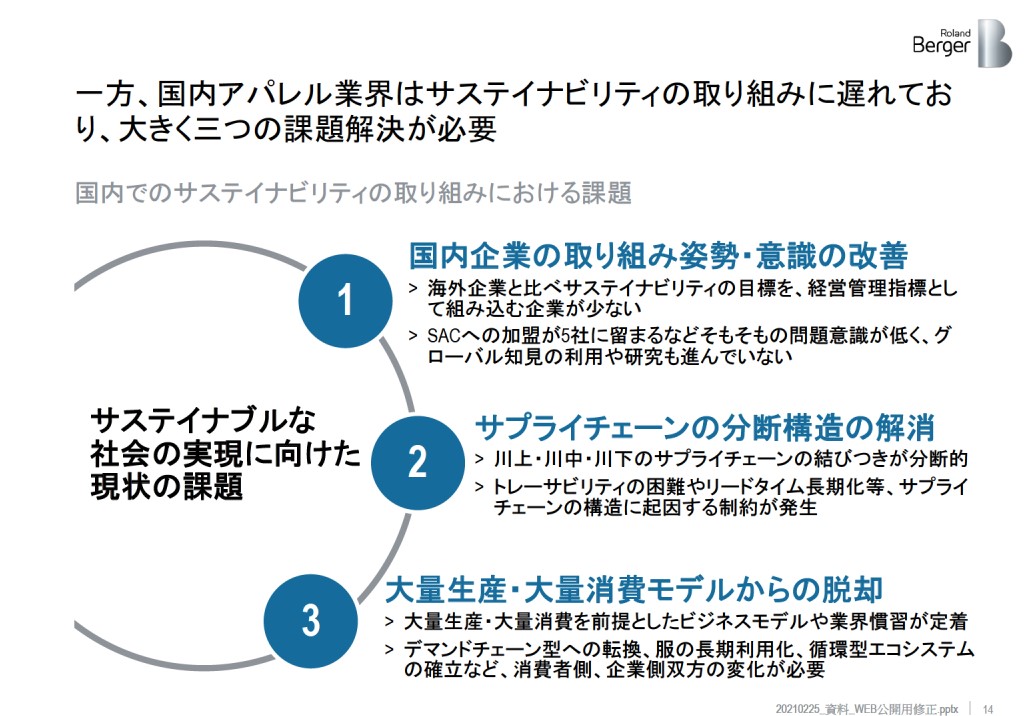 Roland
Berger
一方、国内アパレル業界はサステイナビリティの取り組みに遅れてお
り、大きく三つの課題解決が必要
国内でのサステイナビリティの取り組みにおける課題
1
国内企業の取り組み姿勢・意識の改善
> 海外企業と比べサステイナビリティの目標を、経営管理指標とし
て組み込む企業が少ない
> SACへの加盟が5社に留まるなどそもそもの問題意識が低く、グ
ローバル知見の利用や研究も進んでいない
サステイナブルな
社会の実現に向けた
現状の課題
2
サプライチェーンの分断構造の解消
> 川上・川中・川下のサプライチェーンの結びつきが分断的
> トレーサビリティの困難やリードタイム長期化等、サプライ
チェーンの構造に起因する制約が発生
3
大量生産・大量消費モデルからの脱却
> 大量生産・大量消費を前提としたビジネスモデルや業界慣習が定着
> デマンドチェーン型への転換、服の長期利用化、循環型エコシステム
の確立など、消費者側、企業側双方の変化が必要
20210225_資料_WEB公開用修正.pptx | 14